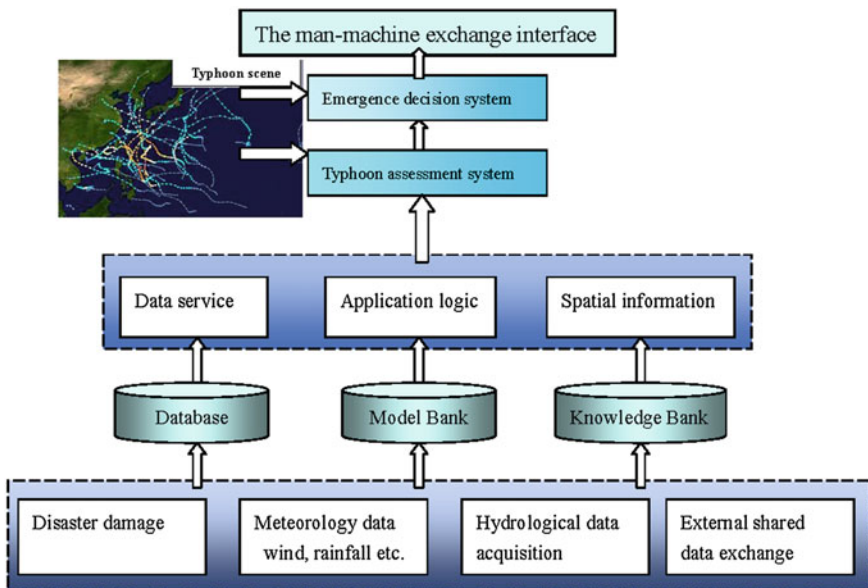 The man-machine exchange interface
Typhoon scene
Emergence decision system
Typhoon assessment system
Data service
Application logic
Spatial information
Database
Model Bank
Knowledge Bank
Disaster damage
Meteorology data
wind, rainfall etc.
Hydrological data
acquisition
External shared
data exchange